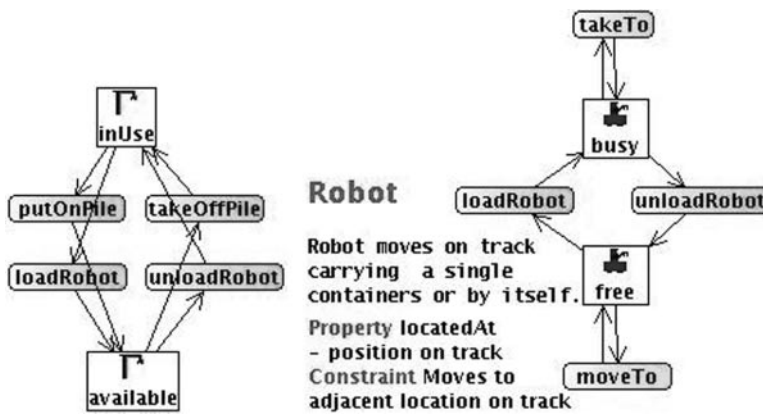 inUse
putOnPile
takeOffPile
loadRobot
unloadRobot
available
Robot
Robot moves on track
carrying a single
containers or by itself.
Property locatedAt
- position on track
Constraint Moves to
adjacent location on track
takeTo
busy
loadRobot
unloadRobot
free
moveTo